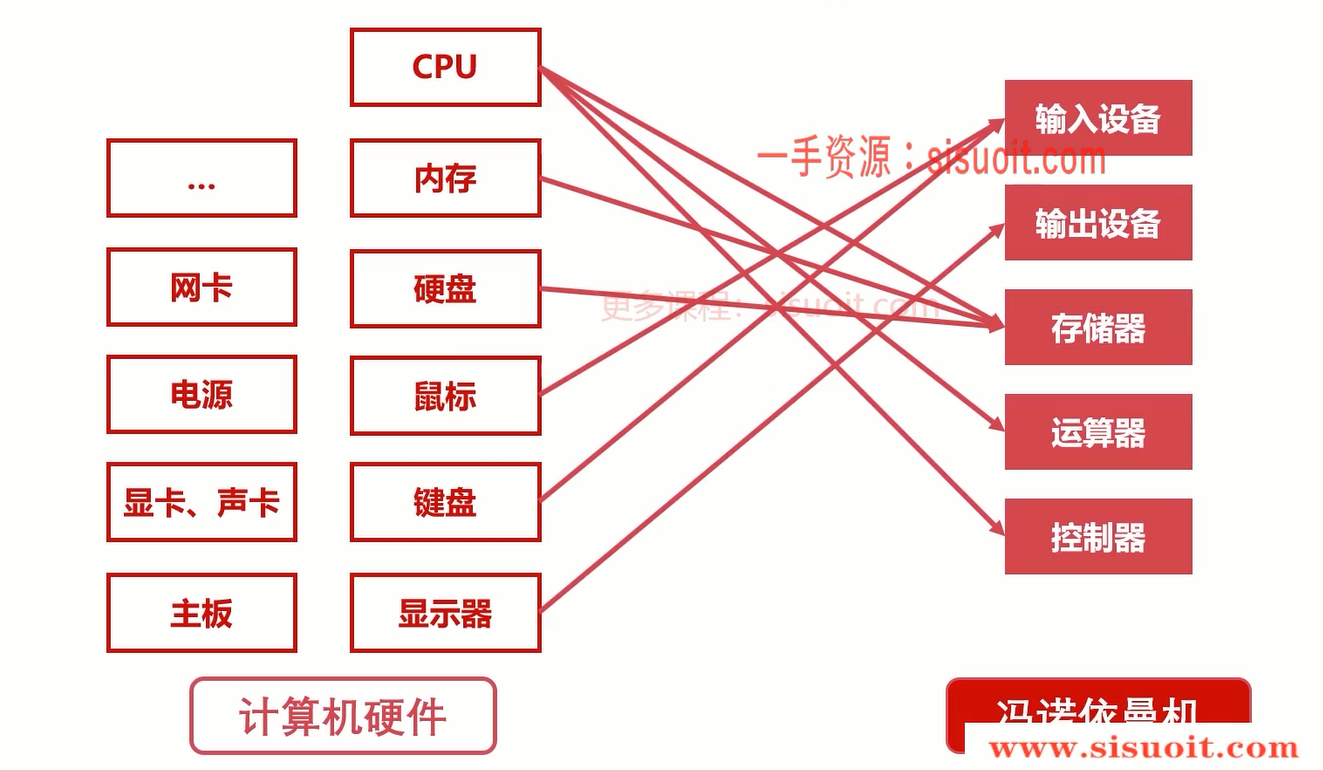 CPU
...
内存
网卡
硬盘
电源
鼠标
显卡、声卡
键盘
主板
显示器
计算机硬件
一手资源：sisuoit.com
更多课程：sisuoit.com
输入设备
输出设备
存储器
运算器
控制器
冯诺依曼机
www.sisuoit.com